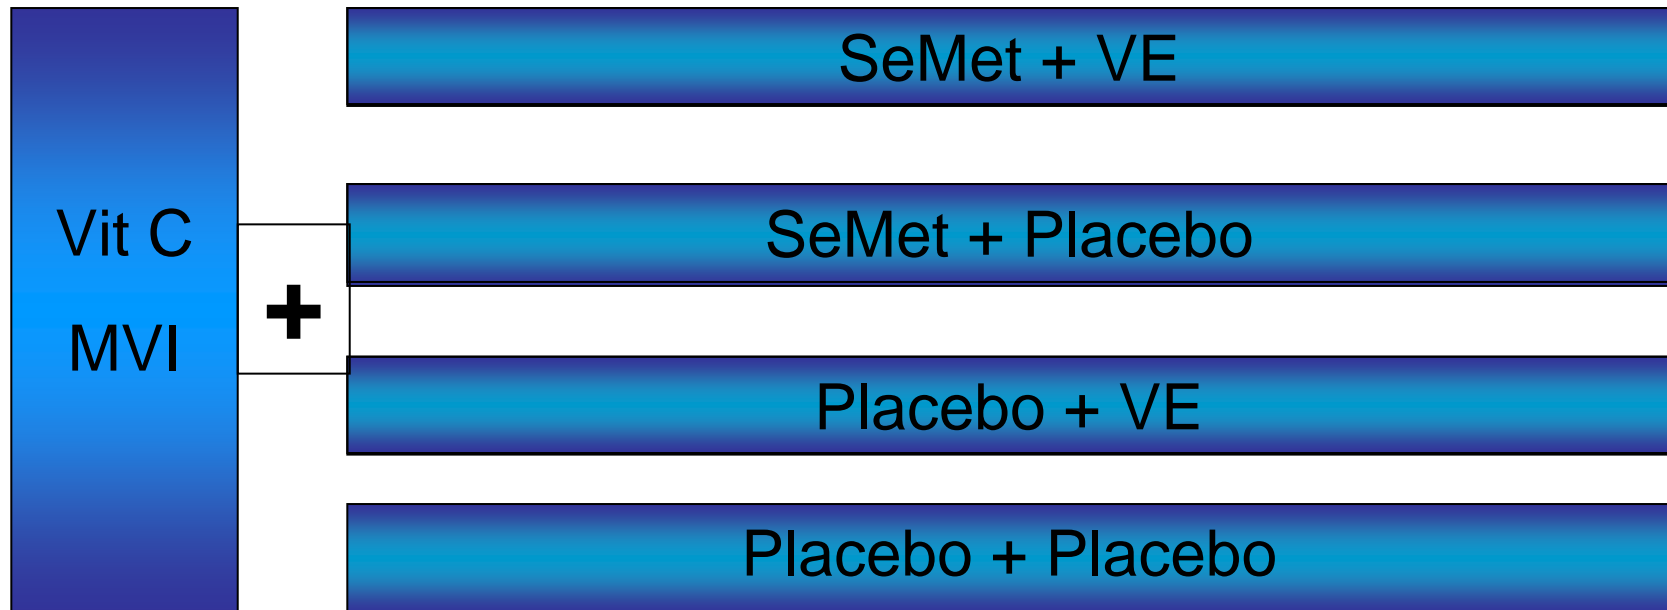 Vit C
MVI
+
SeMet + VE
SeMet + Placebo
Placebo + VE
Placebo + Placebo